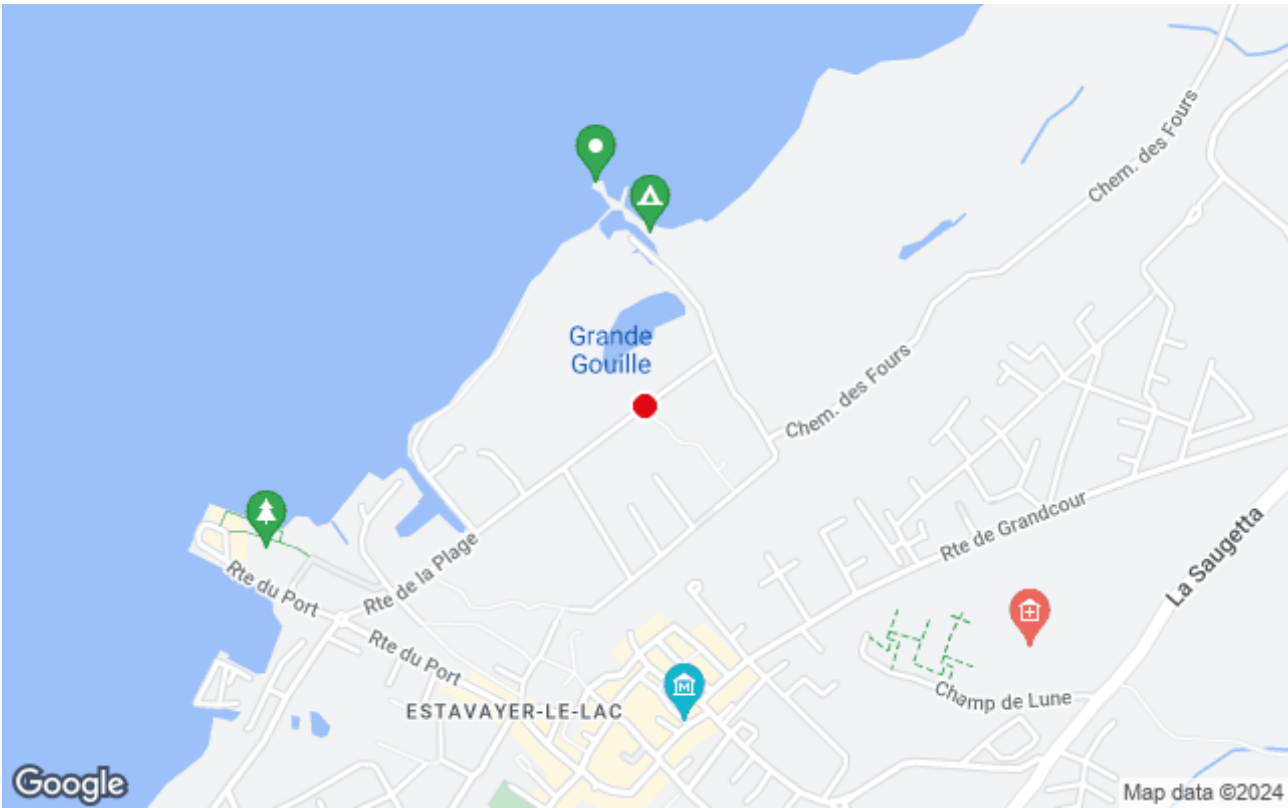 Chem. des Fours
Grande
Gouille
Chem. des Fours
Rte de Grandcour
La Saugetta
Rte de la Plage
Rte du Port
Rte du Port
Champ de Lune
ESTAVAYER-LE-LAC
M
Google
Map data ©2024